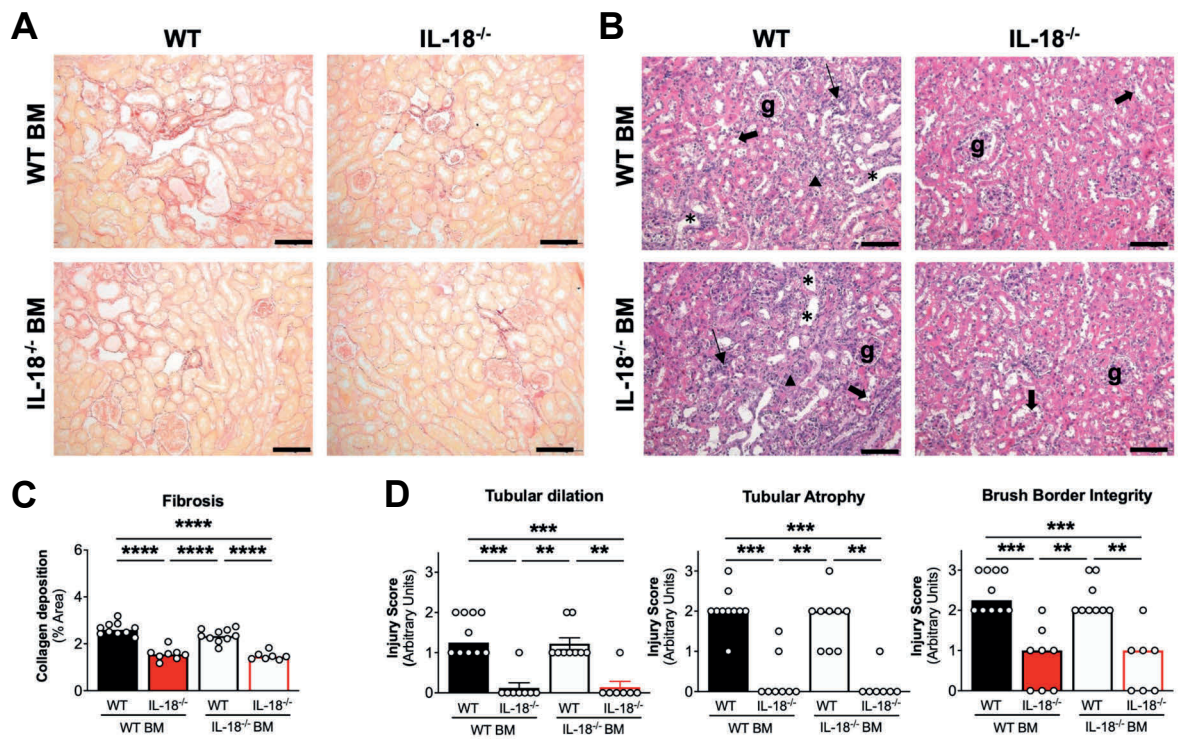 A
WT
IL-18-/-
WT BM
IL-18-/- BM
B
WT
IL-18-/-
WT BM
IL-18-/- BM
g
*
*
g
*
*
g
g
C
Fibrosis
****
**** **** ****
Collagen deposition
(% Area)
6
4
2
0
WT IL-18-/- WT IL-18-/-
WT BM IL-18-/- BM
D
Tubular dilation
***
*** ** **
Injury Score
(Arbitrary Units)
3
2
1
0
WT IL-18-/- WT IL-18-/-
WT BM IL-18-/- BM
Tubular Atrophy
***
*** ** **
Injury Score
(Arbitrary Units)
3
2
1
0
WT IL-18-/- WT IL-18-/-
WT BM IL-18-/- BM
Brush Border Integrity
***
*** ** **
Injury Score
(Arbitrary Units)
3
2
1
0
WT IL-18-/- WT IL-18-/-
WT BM IL-18-/- BM